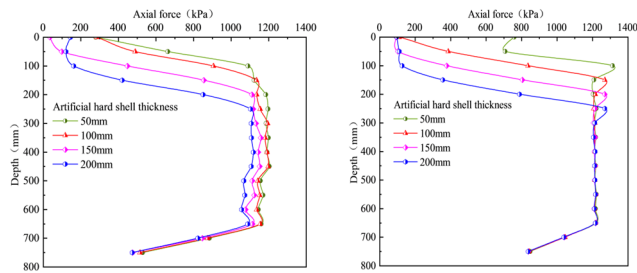 Axial force（kPa）
0 200 400 600 800 1000 1200 1400
0
100
200
300
400
500
600
700
800
Depth（mm）
Artificial hard shell thickness
50mm
100mm
150mm
200mm
Axial force（kPa）
0 200 400 600 800 1000 1200 1400
0
100
200
300
400
500
600
700
800
Depth（mm）
Artificial hard shell thickness
50mm
100mm
150mm
200mm